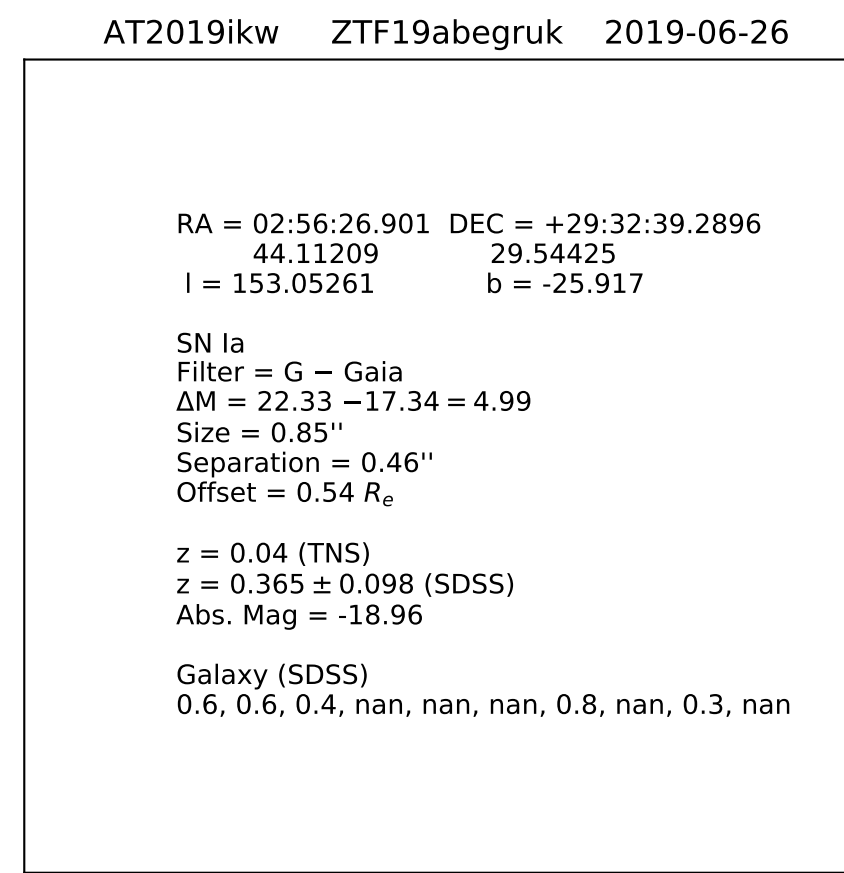 AT2019ikw ZTF19abegruk 2019-06-26
RA = 02:56:26.901 DEC = +29:32:39.2896
44.11209 29.54425
l = 153.05261 b = -25.917
SN Ia
Filter = G − Gaia
ΔM = 22.33 −17.34 = 4.99
Size = 0.85''
Separation = 0.46''
Offset = 0.54 Re
z = 0.04 (TNS)
z = 0.365 ± 0.098 (SDSS)
Abs. Mag = -18.96
Galaxy (SDSS)
0.6, 0.6, 0.4, nan, nan, nan, 0.8, nan, 0.3, nan